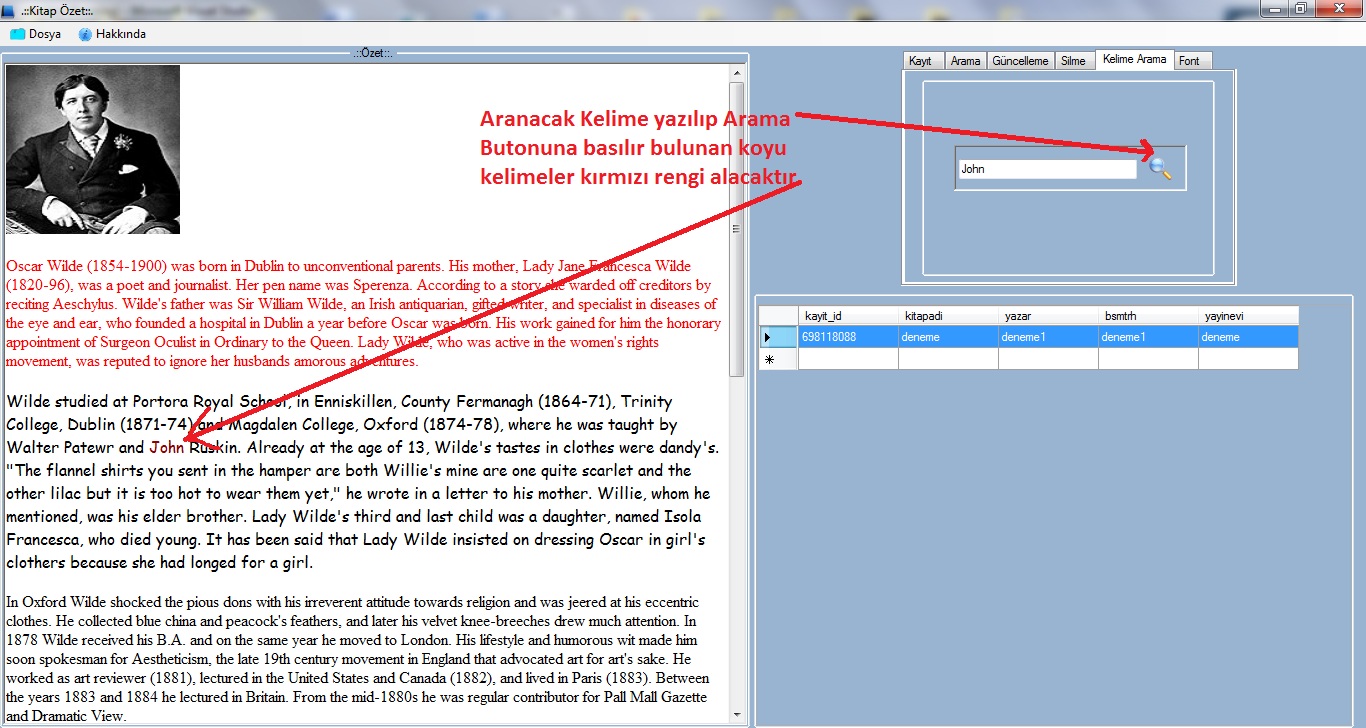 .::Kitap Özet::.
Dosya Hakkında
.::Özet::.
Oscar Wilde (1854-1900) was born in Dublin to unconventional parents. His mother, Lady Jane Francesca Wilde
(1820-96), was a poet and journalist. Her pen name was Sperenza. According to a story she warded off creditors by
reciting Aeschylus. Wilde's father was Sir William Wilde, an Irish antiquarian, gifted writer, and specialist in diseases of
the eye and ear, who founded a hospital in Dublin a year before Oscar was born. His work gained for him the honorary
appointment of Surgeon Oculist in Ordinary to the Queen. Lady Wilde, who was active in the women's rights
movement, was reputed to ignore her husbands amorous adventures.
Wilde studied at Portora Royal School, in Enniskillen, County Fermanagh (1864-71), Trinity
College, Dublin (1871-74) and Magdalen College, Oxford (1874-78), where he was taught by
Walter Patewr and John Ruskin. Already at the age of 13, Wilde's tastes in clothes were dandy's.
"The flannel shirts you sent in the hamper are both Willie's mine are one quite scarlet and the
other lilac but it is too hot to wear them yet," he wrote in a letter to his mother. Willie, whom he
mentioned, was his elder brother. Lady Wilde's third and last child was a daughter, named Isola
Francesca, who died young. It has been said that Lady Wilde insisted on dressing Oscar in girl's
clothers because she had longed for a girl.
In Oxford Wilde shocked the pious dons with his irreverent attitude towards religion and was jeered at his eccentric
clothes. He collected blue china and peacock's feathers, and later his velvet knee-breeches drew much attention. In
1878 Wilde received his B.A. and on the same year he moved to London. His lifestyle and humorous wit made him
soon spokesman for Aestheticism, the late 19th century movement in England that advocated art for art's sake. He
worked as art reviewer (1881), lectured in the United States and Canada (1882), and lived in Paris (1883). Between
the years 1883 and 1884 he lectured in Britain. From the mid-1880s he was regular contributor for Pall Mall Gazette
and Dramatic View.
Aranacak Kelime yazılıp Arama
Butonuna basılır bulunan koyu
kelimeler kırmızı rengi alacaktır.
Kayıt Arama Güncelleme Silme Kelime Arama Font
John
kayit_id kitapadi yazar bsmtrh yayinevi
698118088 deneme deneme1 deneme1 deneme